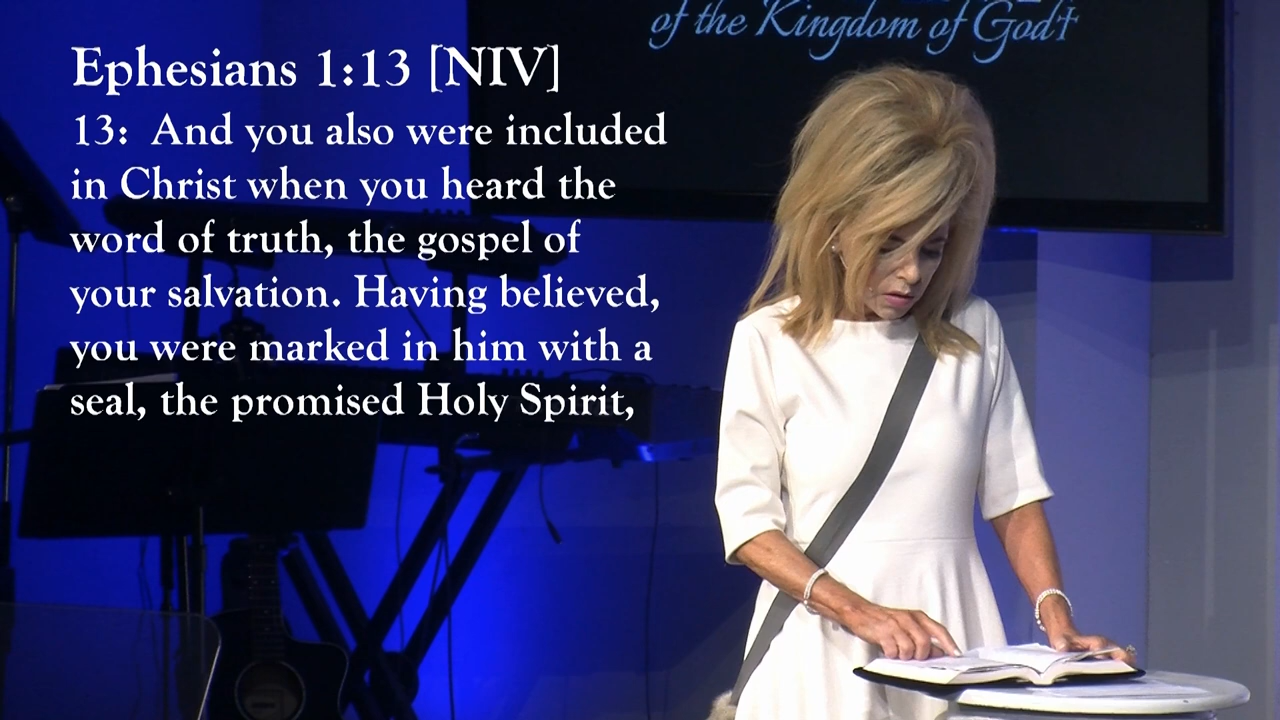 of the Kingdom of God
Ephesians 1:13 [NIV]
13: And you also were included
in Christ when you heard the
word of truth, the gospel of
your salvation. Having believed,
you were marked in him with a
seal, the promised Holy Spirit,